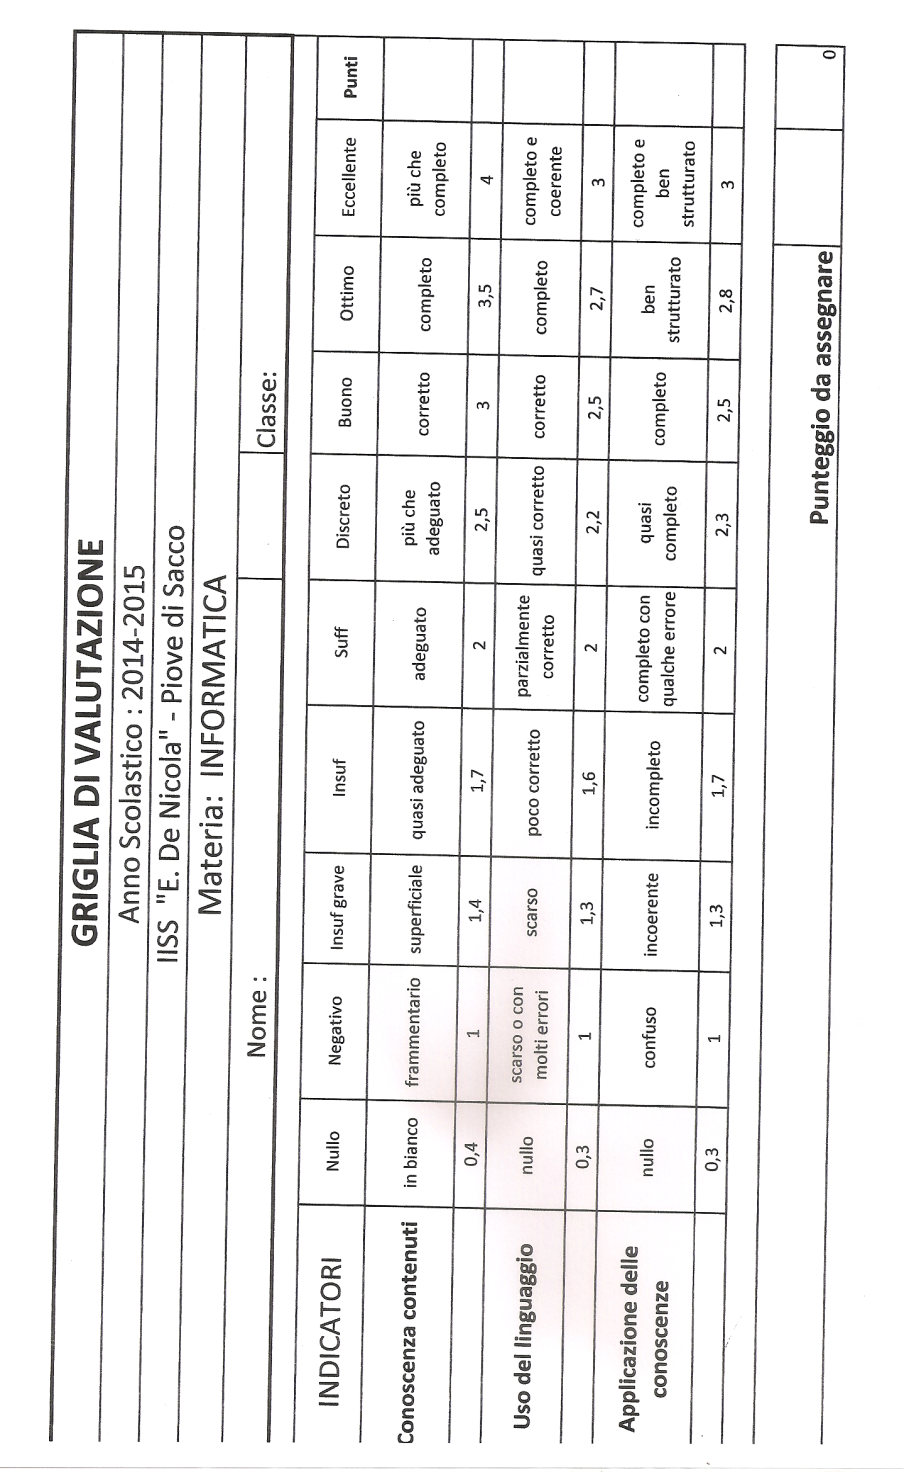 GRIGLIA DI VALUTAZIONE
Anno Scolastico : 2014-2015
IISS "E. De Nicola" - Piove di Sacco
Materia: INFORMATICA
Nome : Classe:
INDICATORI Nullo Negativo Insuf grave Insuf Suff Discreto Buono Ottimo Eccellente Punti
Conoscenza contenuti in bianco frammentario superficiale quasi adeguato adeguato più che adeguato corretto completo più che completo
0,4 1 1,4 1,7 2 2,5 3 3,5 4
Uso del linguaggio nullo scarso o con molti errori scarso poco corretto parzialmente corretto quasi corretto corretto completo completo e coerente
0,3 1 1,3 1,6 2 2,2 2,5 2,7 3
Applicazione delle conoscenze nullo confuso incoerente incompleto completo con qualche errore quasi completo completo ben strutturato completo e ben strutturato
0,3 1 1,3 1,7 2 2,3 2,5 2,8 3
Punteggio da assegnare 0